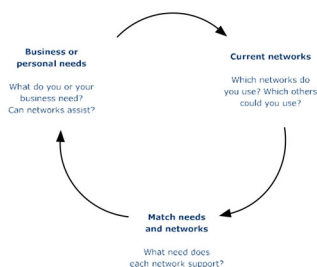 Business or
personal needs
What do you or your
business need?
Can networks assist?
Current networks
Which networks do
you use? Which others
could you use?
Match needs
and networks
What need does
each network support?